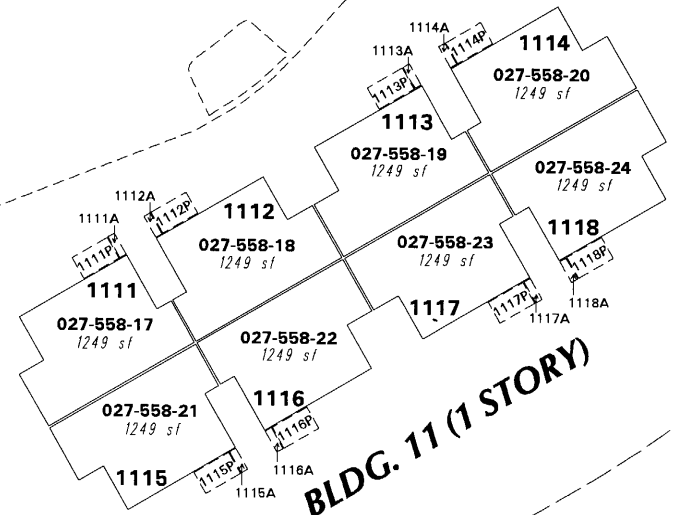 1114A
1114P
1114
027-558-20
1249 sf
1113A
1113P
1113
027-558-19
1249 sf
027-558-24
1249 sf
1118
1118P
1118A
1112A
1112P
1112
027-558-18
1249 sf
027-558-23
1249 sf
1117
1117P
1117A
1111A
1111P
1111
027-558-17
1249 sf
027-558-22
1249 sf
1116
1116P
1116A
027-558-21
1249 sf
1115
1115P
1115A
BLDG. 11 (1 STORY)